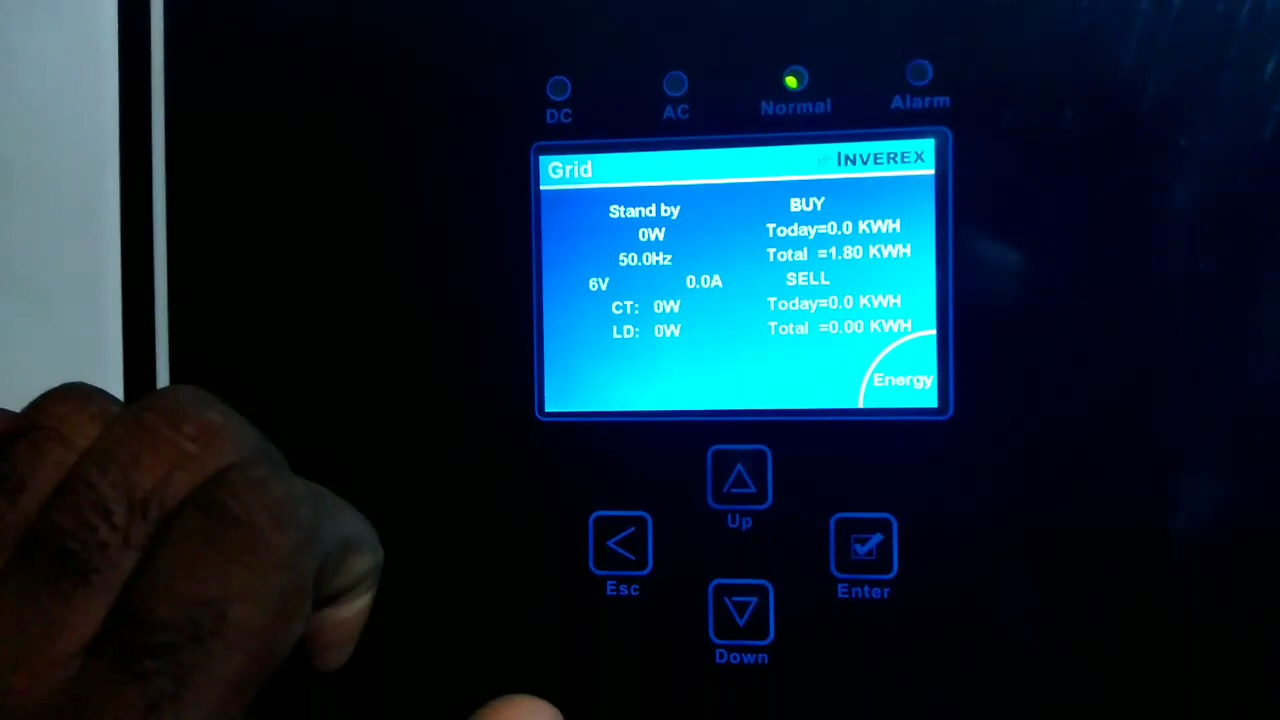 DC AC Normal Alarm
Grid INVEREX
Stand by BUY
0W Today=0.0 KWH
50.0Hz Total =1.80 KWH
6V 0.0A SELL
CT: 0W Today=0.0 KWH
LD: 0W Total =0.00 KWH
Energy
Up
Esc Enter
Down